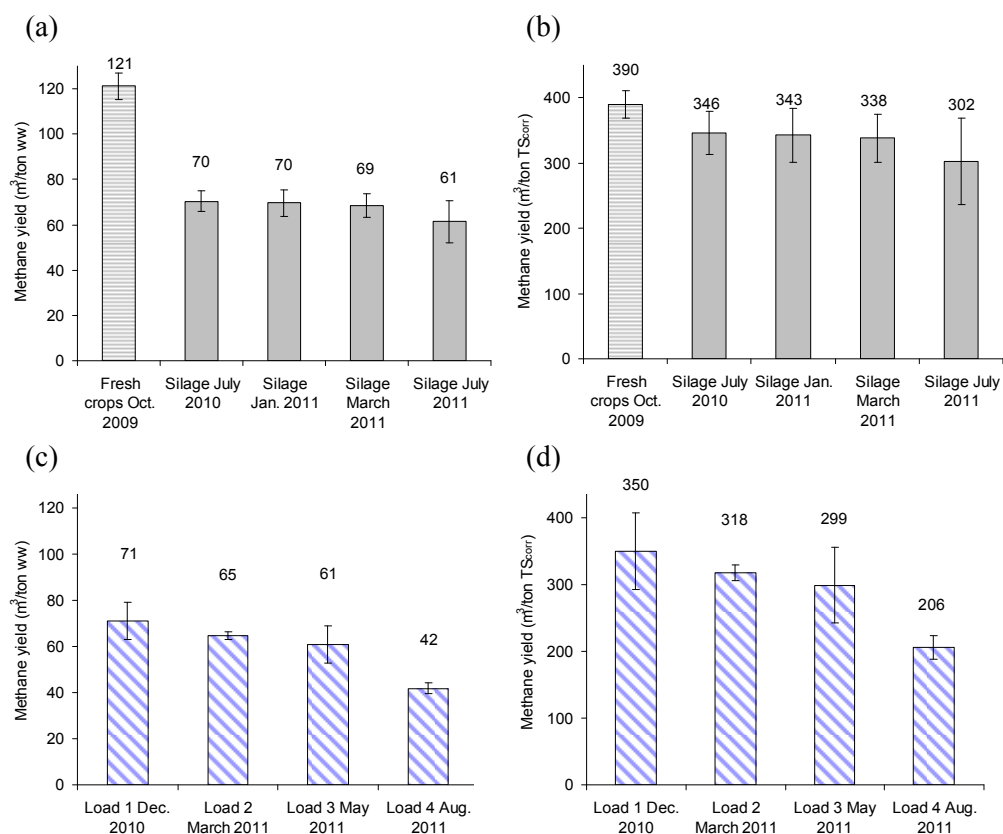 (a)
Methane yield (m³/ton ww)
120
100
80
60
40
20
0
121
70
70
69
61
Fresh
crops Oct.
2009
Silage July
2010
Silage
Jan. 2011
Silage
March
2011
Silage July
2011
(b)
Methane yield (m³/ton TScorr)
400
300
200
100
0
390
346
343
338
302
Fresh
crops Oct.
2009
Silage July
2010
Silage Jan.
2011
Silage
March
2011
Silage July
2011
(c)
Methane yield (m³/ton ww)
120
100
80
60
40
20
0
71
65
61
42
Load 1 Dec.
2010
Load 2
March 2011
Load 3 May
2011
Load 4 Aug.
2011
(d)
Methane yield (m³/ton TScorr)
400
300
200
100
0
350
318
299
206
Load 1 Dec.
2010
Load 2
March 2011
Load 3 May
2011
Load 4 Aug.
2011